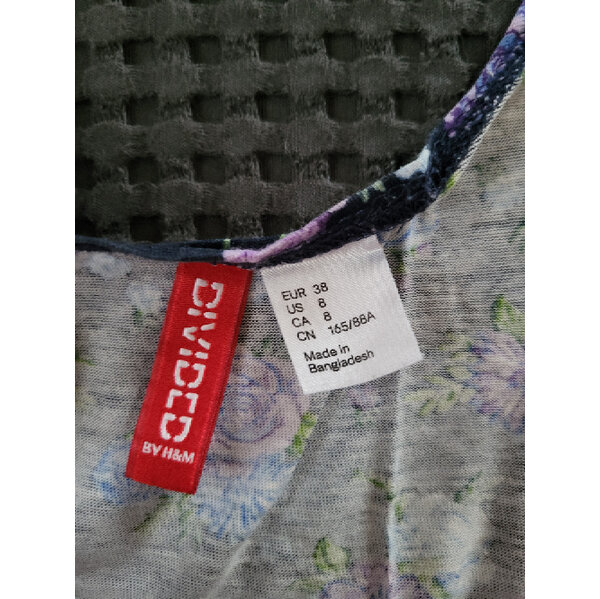 DIVIDED
BY H&M
EUR 38
US 8
CA 8
CN 165/88A
Made in
Bangladesh